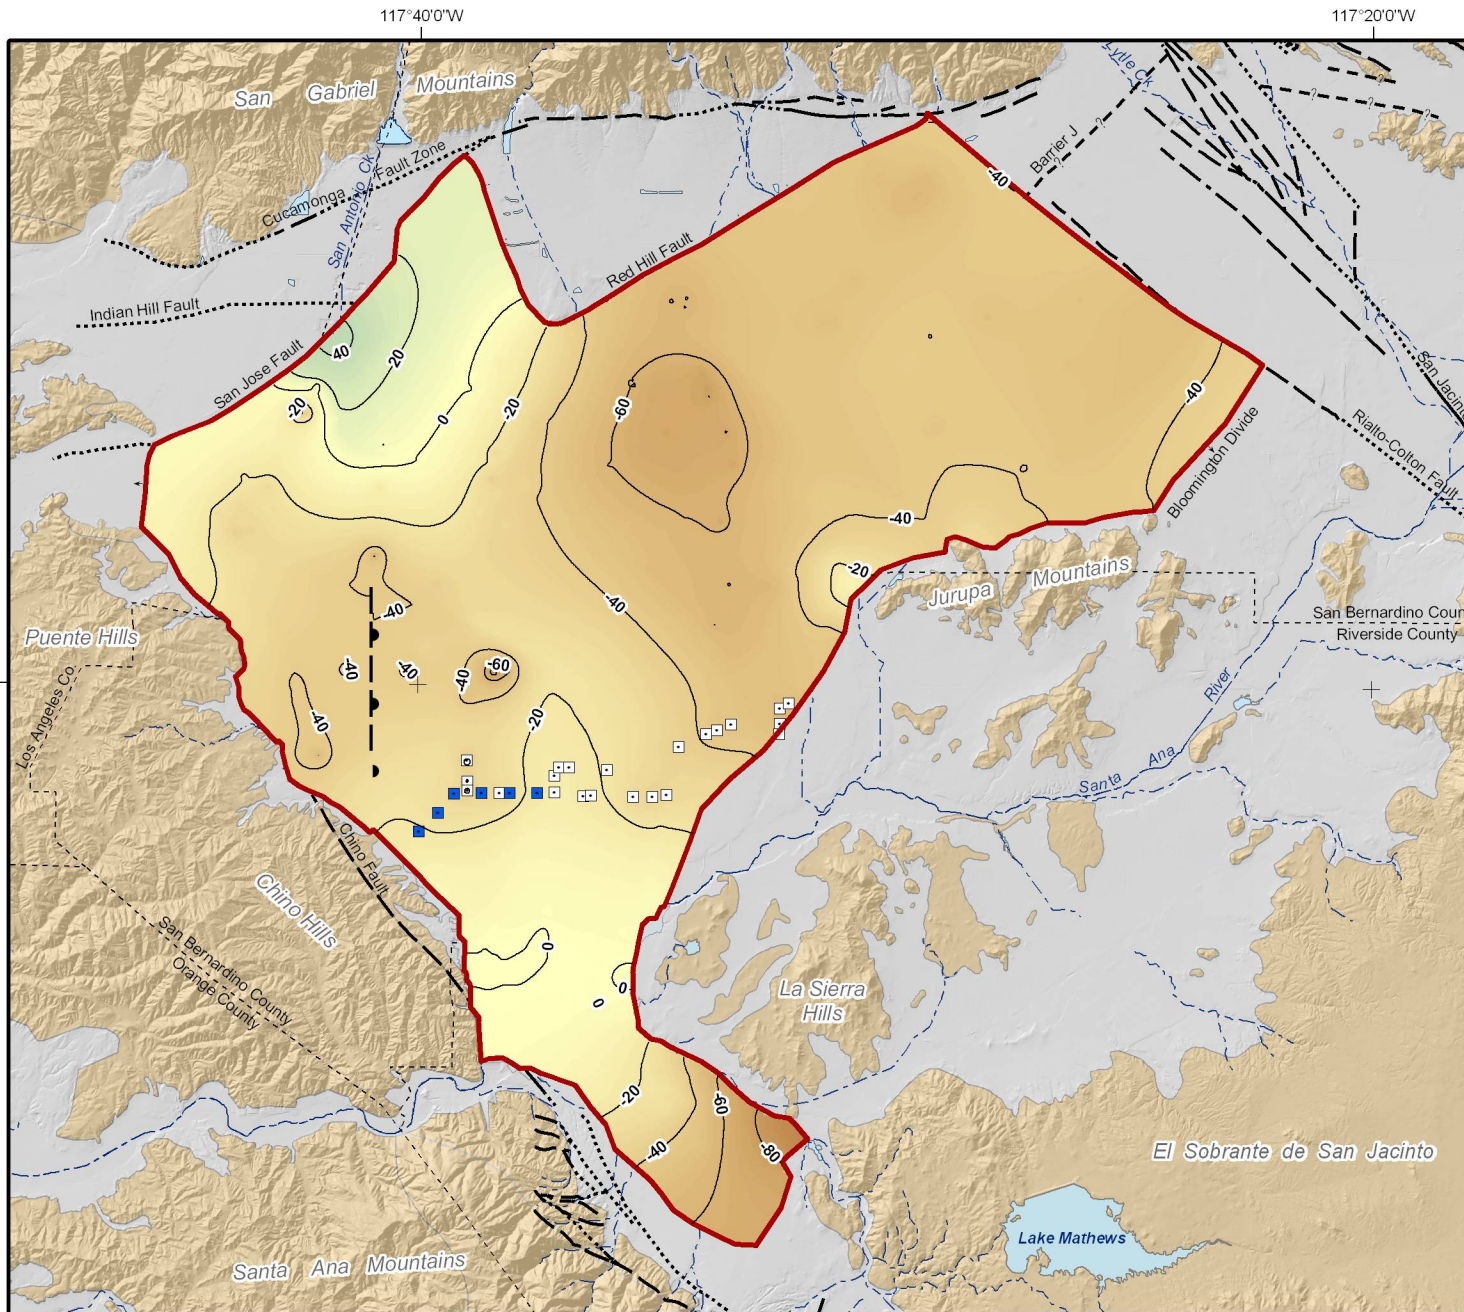 117°40'0"W
117°20'0"W
San Gabriel Mountains
Lytle Ck
Barrier J
?
?
?
?
?
Cucamonga Fault Zone
San Antonio Ck
-40
Red Hill Fault
Indian Hill Fault
San Jose Fault
40
-20
-20
0
-20
-60
-40
San Jacinto
Rialto-Colton Fault
Bloomington Divide
-40
-20
Jurupa Mountains
San Bernardino Coun
Riverside County
Puente Hills
Los Angeles Co
-40
-40
-40
-40
-60
-40
-40
-20
River
Santa Ana
Chino Fault
Chino Hills
San Bernardino County
Orange County
0
0
0
La Sierra
Hills
-20
-40
-60
-80
El Sobrante de San Jacinto
Lake Mathews
Santa Ana Mountains